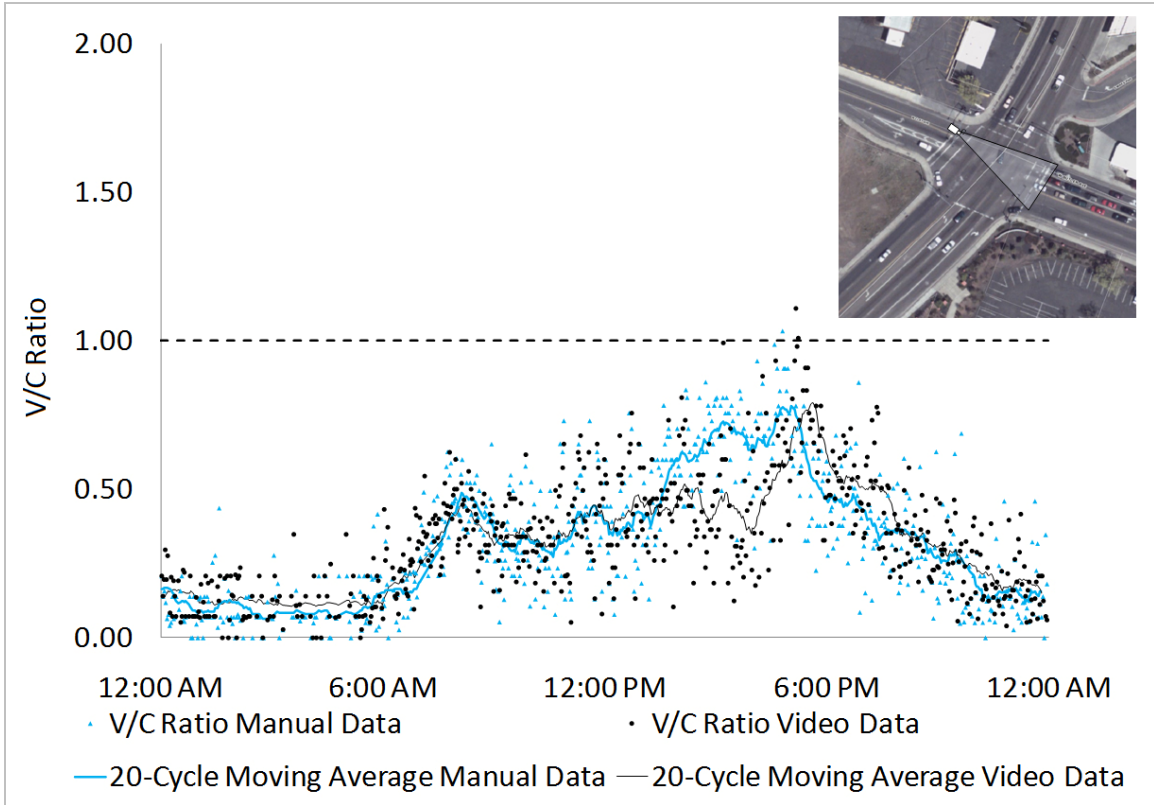 2.00
1.50
1.00
0.50
0.00
V/C Ratio
12:00 AM
6:00 AM
12:00 PM
6:00 PM
12:00 AM
V/C Ratio Manual Data
V/C Ratio Video Data
20-Cycle Moving Average Manual Data
20-Cycle Moving Average Video Data